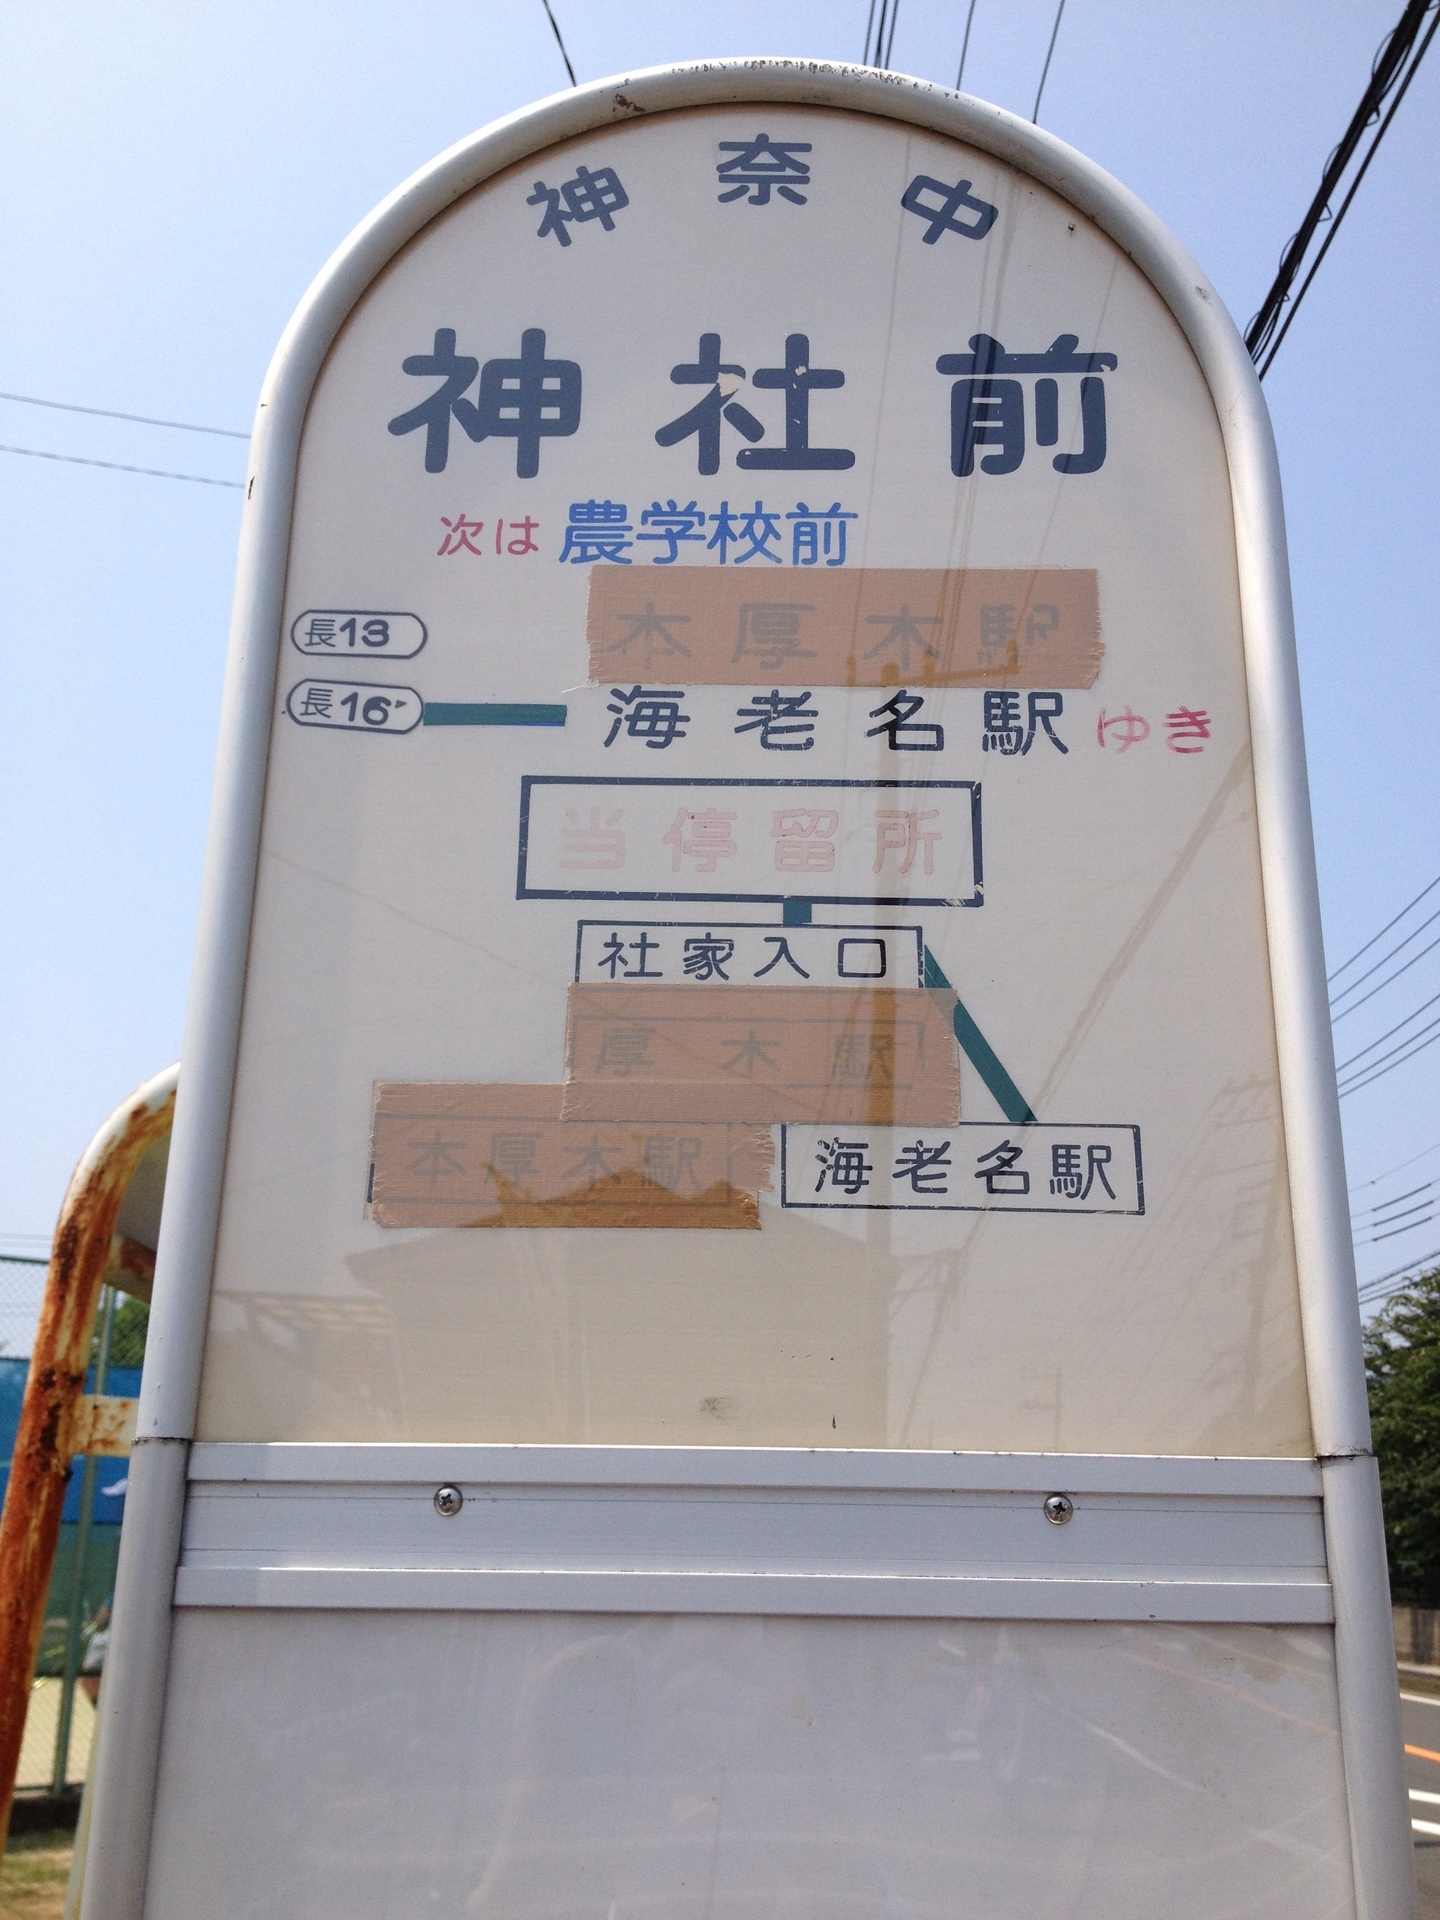 神奈中
神社前
次は 農学校前
長13 本厚木駅
長16 海老名駅 ゆき
当停留所
社家入口
厚木駅
本厚木駅 海老名駅